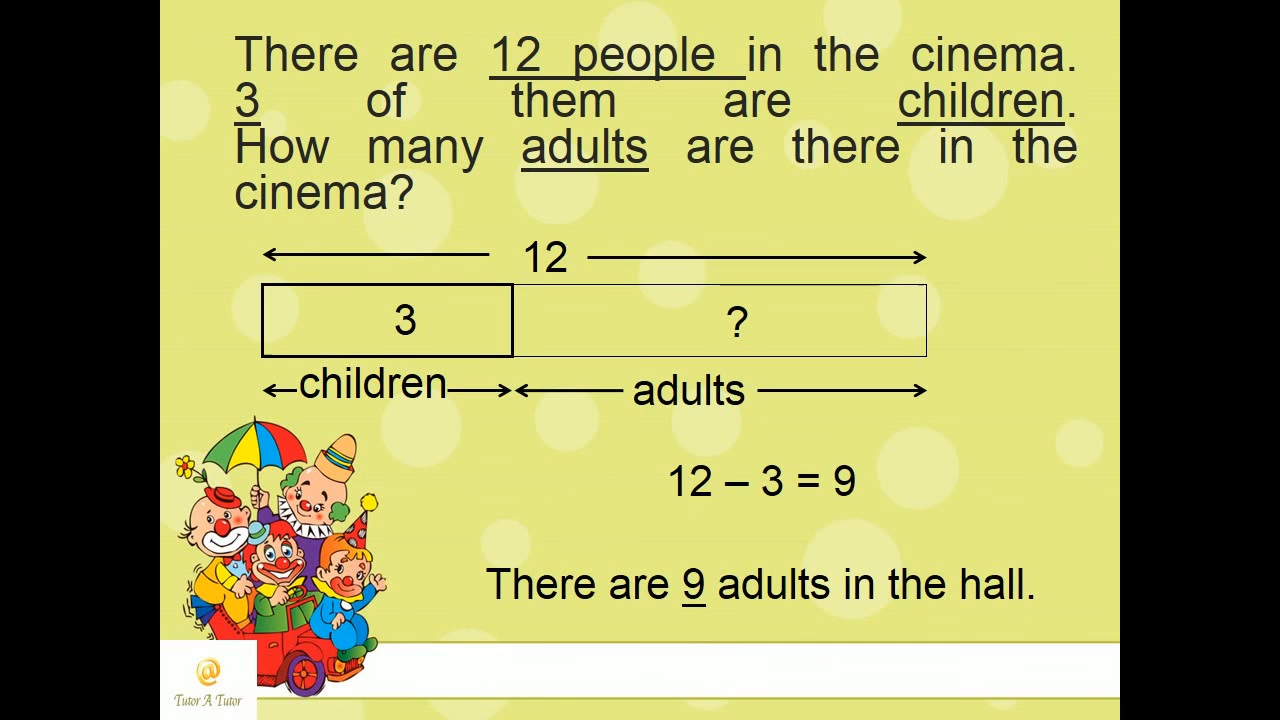 There are 12 people in the cinema.
3 of them are children.
How many adults are there in the
cinema?
12
3 ?
children adults
12 – 3 = 9
There are 9 adults in the hall.
@
Tutor A Tutor